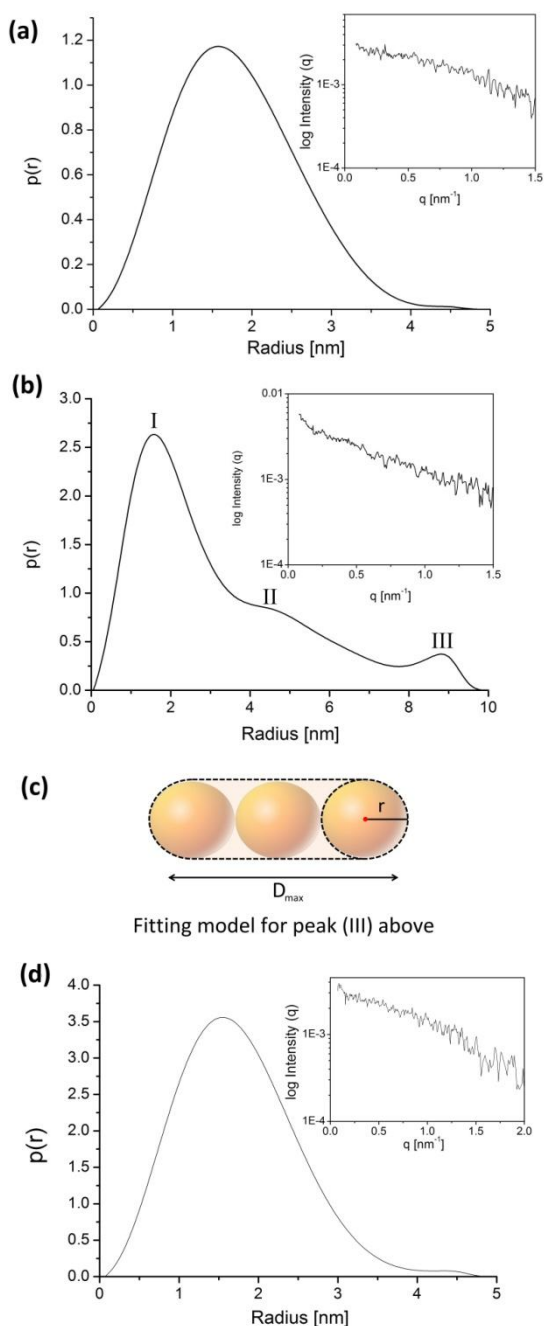 (a)
1.2
1.0
0.8
0.6
0.4
0.2
0.0
p(r)
0 1 2 3 4 5
Radius [nm]
1E-3
1E-4
log Intensity (q)
0.0 0.5 1.0 1.5
q [nm⁻¹]
(b)
3.0
2.5
2.0
1.5
1.0
0.5
0.0
p(r)
I
II
III
0 2 4 6 8 10
Radius [nm]
0.01
1E-3
1E-4
log Intensity (q)
0.0 0.5 1.0 1.5
q [nm⁻¹]
(c)
r
Dmax
Fitting model for peak (III) above
(d)
4.0
3.5
3.0
2.5
2.0
1.5
1.0
0.5
0.0
p(r)
0 1 2 3 4 5
Radius [nm]
1E-3
1E-4
log Intensity (q)
0.0 0.5 1.0 1.5 2.0
q [nm⁻¹]